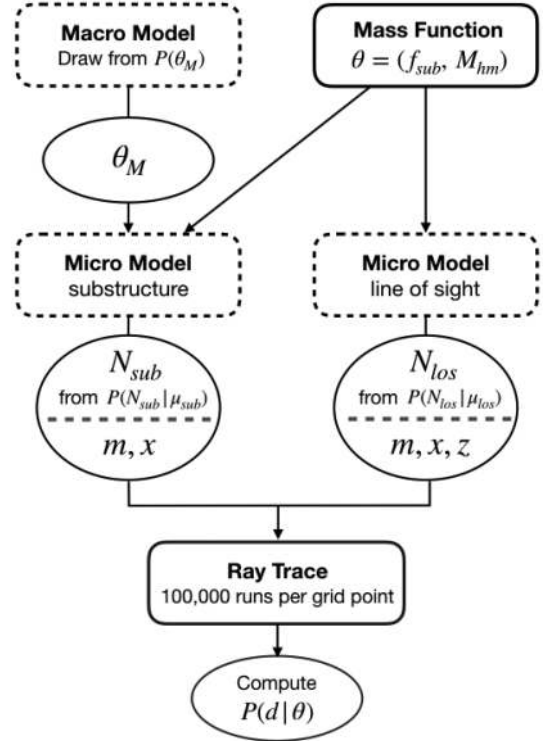 Macro Model
Draw from P(θ_M)
Mass Function
θ = (f_sub, M_hm)
θ_M
Micro Model
substructure
Micro Model
line of sight
N_sub
from P(N_sub|μ_sub)
m, x
N_los
from P(N_los|μ_los)
m, x, z
Ray Trace
100,000 runs per grid point
Compute
P(d|θ)